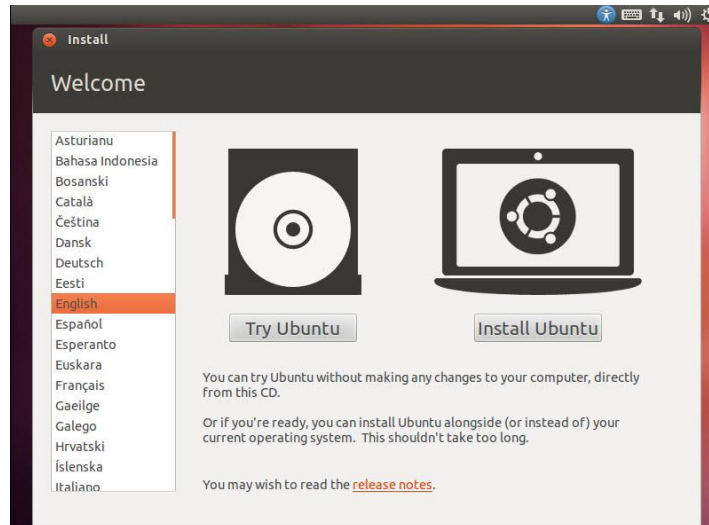 Install
Welcome
Asturianu
Bahasa Indonesia
Bosanski
Català
Čeština
Dansk
Deutsch
Eesti
English
Español
Esperanto
Euskara
Français
Gaeilge
Galego
Hrvatski
Íslenska
Italiano
Try Ubuntu
Install Ubuntu
You can try Ubuntu without making any changes to your computer, directly
from this CD.
Or if you're ready, you can install Ubuntu alongside (or instead of) your
current operating system. This shouldn't take too long.
You may wish to read the release notes.